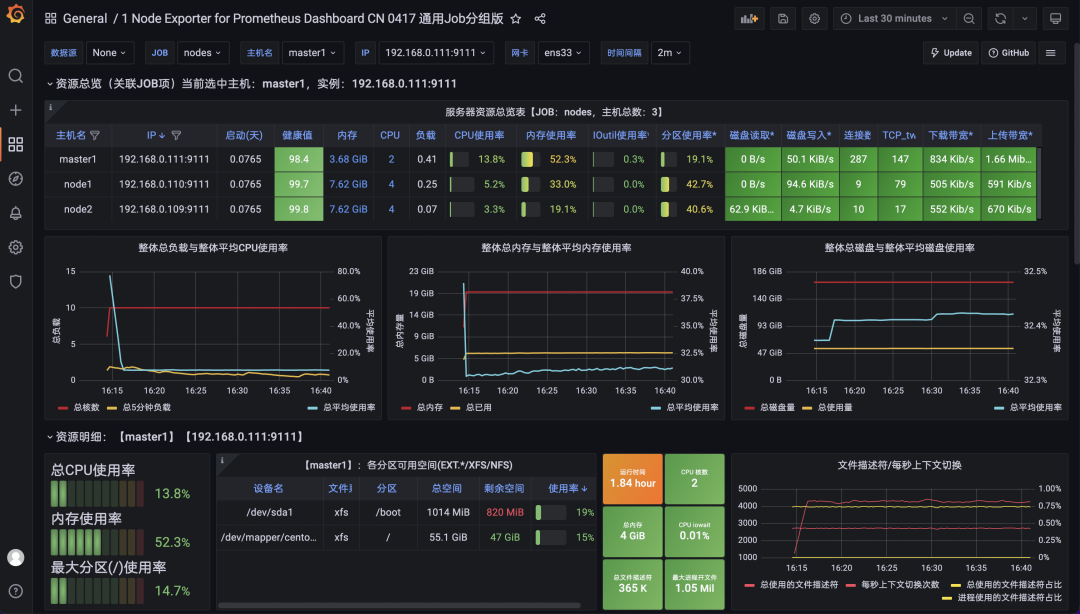 General / 1 Node Exporter for Prometheus Dashboard CN 0417 通用Job分组版
Last 30 minutes
数据源 None JOB nodes 主机名 master1 IP 192.168.0.111:9111 网卡 ens33 时间间隔 2m Update GitHub
资源总览（关联JOB项）当前选中主机：master1，实例：192.168.0.111:9111
服务器资源总览表【JOB：nodes，主机总数：3】
主机名 IP 启动(天) 健康值 内存 CPU 负载 CPU使用率 内存使用率 IOutil使用率* 分区使用率* 磁盘读取* 磁盘写入* 连接数 TCP_tw 下载带宽* 上传带宽*
master1 192.168.0.111:9111 0.0765 98.4 3.68 GiB 2 0.41 13.8% 52.3% 0.3% 19.1% 0 B/s 50.1 KiB/s 287 147 834 Kib/s 1.66 Mib...
node1 192.168.0.110:9111 0.0765 99.7 7.62 GiB 4 0.25 5.2% 33.0% 0.0% 42.7% 0 B/s 94.6 KiB/s 9 79 505 Kib/s 591 Kib/s
node2 192.168.0.109:9111 0.0765 99.8 7.62 GiB 4 0.07 3.3% 19.1% 0.0% 40.6% 62.9 KiB... 4.7 KiB/s 10 17 552 Kib/s 670 Kib/s
整体总负载与整体平均CPU使用率
15
10
5
0
总负载
80.0%
60.0%
40.0%
20.0%
0%
平均使用率
16:15 16:20 16:25 16:30 16:35 16:40
总核数 总5分钟负载 总平均使用率
整体总内存与整体平均内存使用率
23 GiB
19 GiB
14 GiB
9 GiB
5 GiB
0 B
总内存量
40.0%
37.5%
35.0%
32.5%
30.0%
平均使用率
16:15 16:20 16:25 16:30 16:35 16:40
总内存 总已用 总平均使用率
整体总磁盘与整体平均磁盘使用率
186 GiB
140 GiB
93 GiB
47 GiB
0 B
总磁盘量
32.5%
32.4%
32.3%
平均使用率
16:15 16:20 16:25 16:30 16:35 16:40
总磁盘量 总使用量 总平均使用率
资源明细：【master1】【192.168.0.111:9111】
总CPU使用率
13.8%
内存使用率
52.3%
最大分区(/)使用率
14.7%
【master1】：各分区可用空间(EXT.*/XFS/NFS)
设备名 文件系 分区 总空间 剩余空间 使用率
/dev/sda1 xfs /boot 1014 MiB 820 MiB 19%
/dev/mapper/cento... xfs / 55.1 GiB 47 GiB 15%
运行时间
1.84 hour
CPU 核数
2
总内存
4 GiB
CPU iowait
0.01%
总文件描述符
365 K
最大进程开文件
1.05 Mil
文件描述符/每秒上下文切换
5000
4000
3000
2000
1000
1.00%
0.75%
0.50%
0.25%
0%
16:15 16:20 16:25 16:30 16:35 16:40
总使用的文件描述符 每秒上下文切换次数 总使用的文件描述符占比
进程使用的文件描述符占比